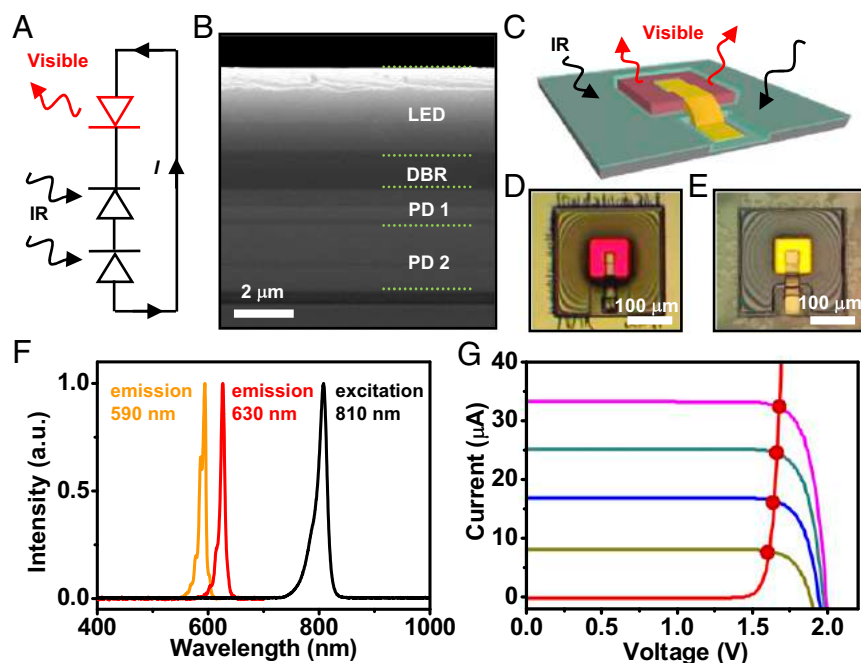 A
Visible
I
IR
B
LED
DBR
PD 1
PD 2
2 μm
C
IR
Visible
D
100 μm
E
100 μm
F
emission
590 nm
emission
630 nm
excitation
810 nm
1.0
0.5
0.0
400
600
800
1000
Intensity (a.u.)
Wavelength (nm)
G
40
30
20
10
0
0.0
0.5
1.0
1.5
2.0
Current (μA)
Voltage (V)